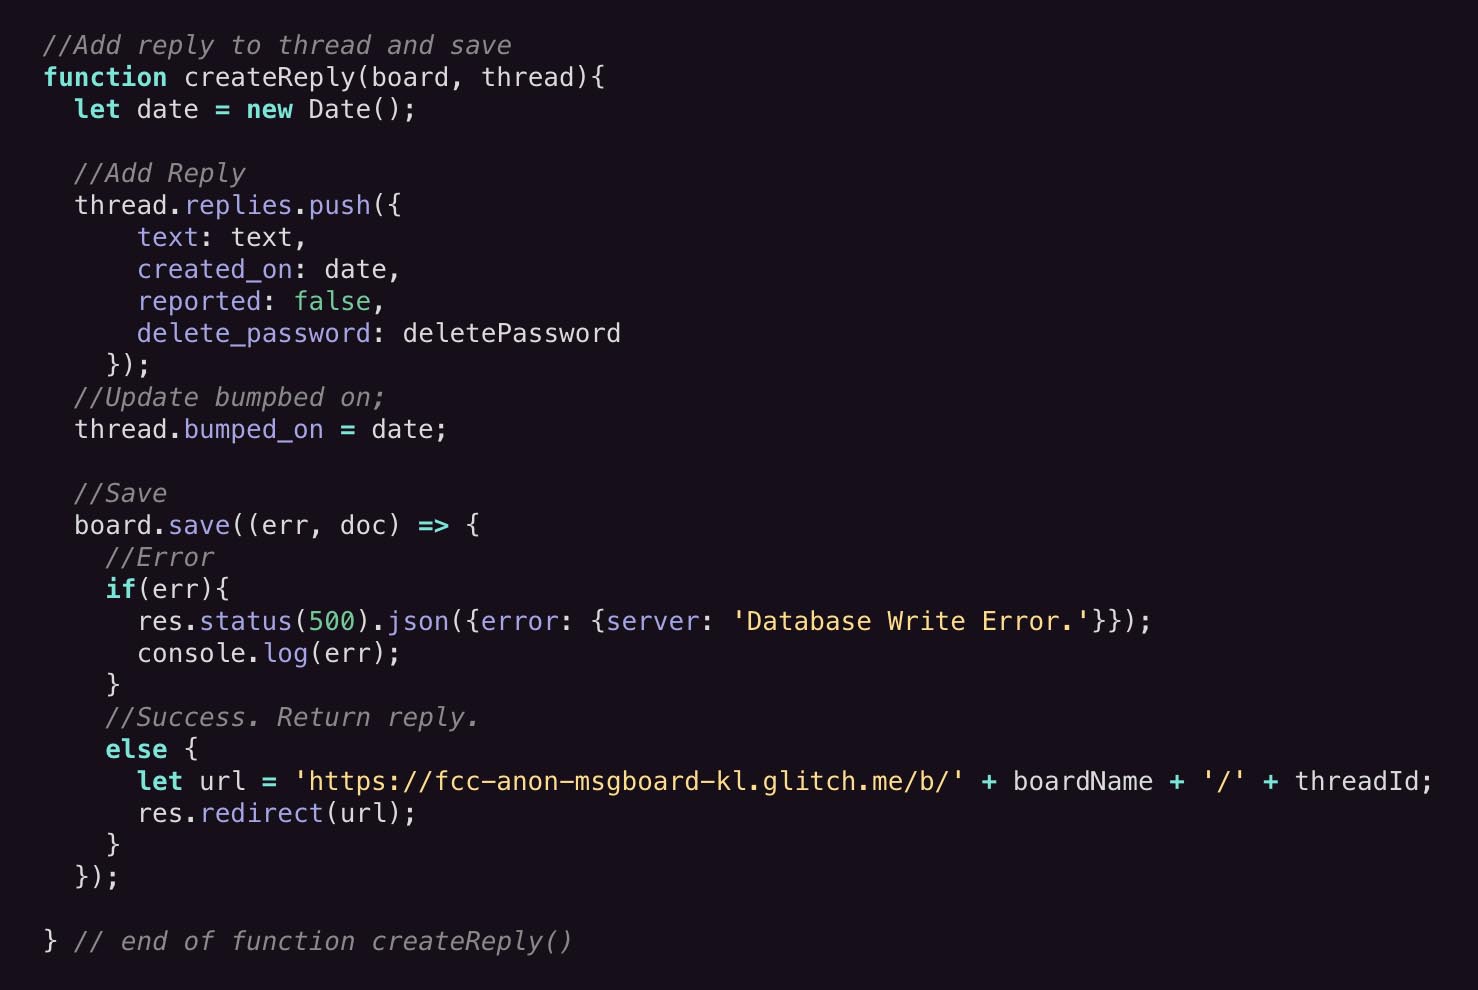 //Add reply to thread and save
function createReply(board, thread){
  let date = new Date();

  //Add Reply
  thread.replies.push({
      text: text,
      created_on: date,
      reported: false,
      delete_password: deletePassword
    });
  //Update bumpbed on;
  thread.bumped_on = date;

  //Save
  board.save((err, doc) => {
    //Error
    if(err){
      res.status(500).json({error: {server: 'Database Write Error.'}});
      console.log(err);
    }
    //Success. Return reply.
    else {
      let url = 'https://fcc-anon-msgboard-kl.glitch.me/b/' + boardName + '/' + threadId;
      res.redirect(url);
    }
  });

} // end of function createReply()